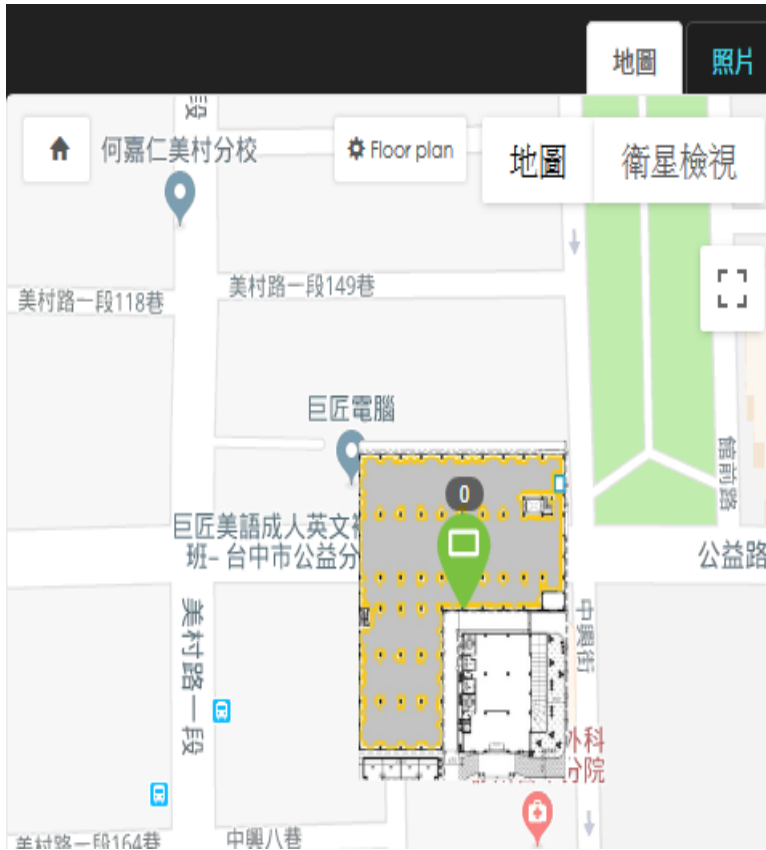 地圖
照片
段
何嘉仁美村分校
Floor plan
地圖
衛星檢視
美村路一段118巷
美村路一段149巷
巨匠電腦
館前路
0
巨匠美語成人英文
班– 台中市公益分
公益路
美村路一段
中興街
外科
分院
美村路一段164巷
中興八巷